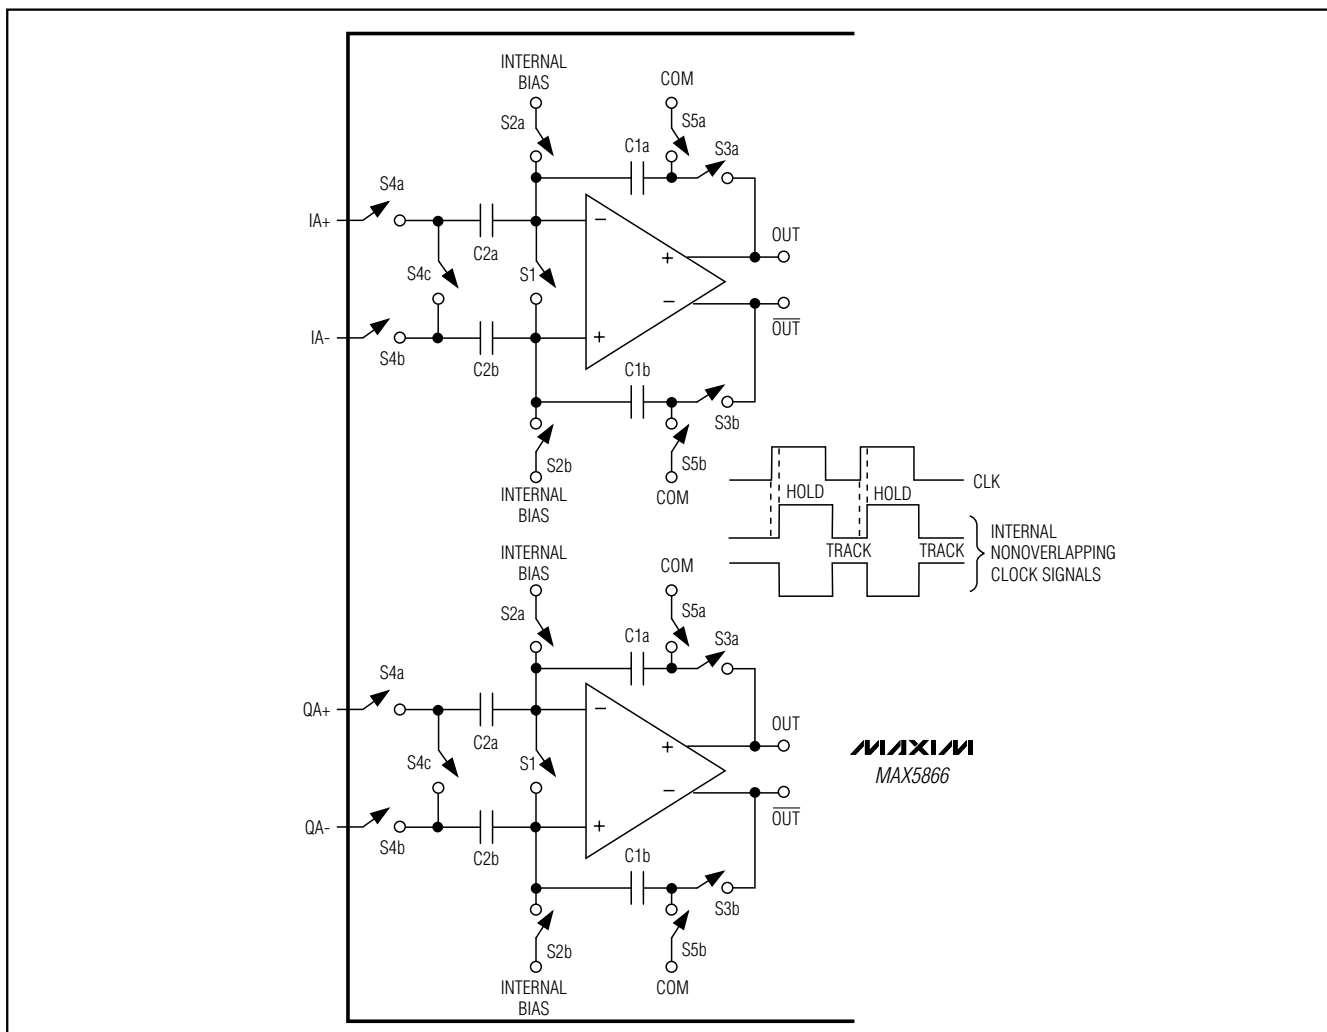 INTERNAL
BIAS
COM
S2a
S5a
C1a
S3a
S4a
IA+
−
C2a
OUT
+
S4c
S1
−
OUT
IA-
+
S4b
C2b
C1b
S3b
S2b
S5b
INTERNAL
BIAS
COM
CLK
HOLD HOLD
TRACK TRACK
INTERNAL
NONOVERLAPPING
CLOCK SIGNALS
INTERNAL
BIAS
COM
S2a
S5a
C1a
S3a
S4a
QA+
−
C2a
OUT
+
S4c
S1
−
OUT
QA-
+
S4b
C2b
C1b
S3b
S2b
S5b
INTERNAL
BIAS
COM
MAXIM
MAX5866